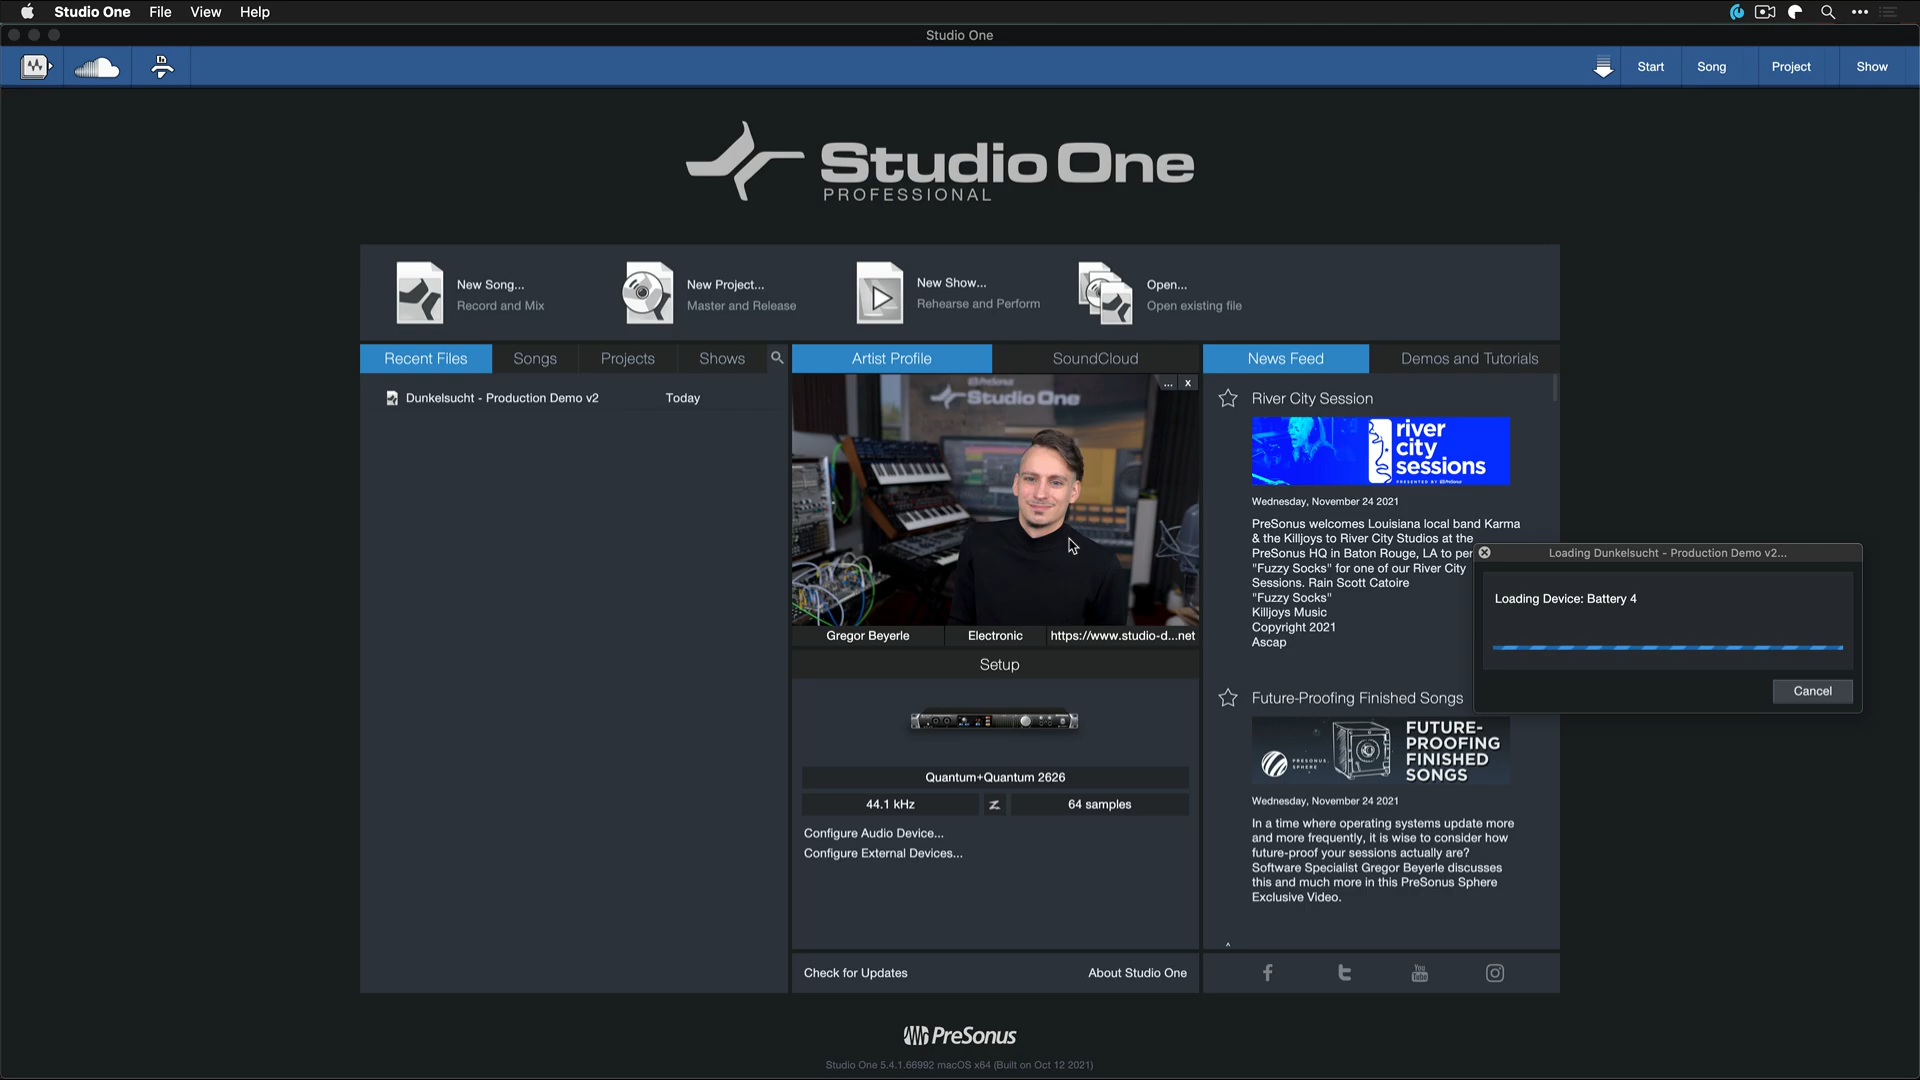 Studio One File View Help
Studio One
Start Song Project Show
Studio One
PROFESSIONAL
New Song...
Record and Mix
New Project...
Master and Release
New Show...
Rehearse and Perform
Open...
Open existing file
Recent Files Songs Projects Shows
Dunkelsucht - Production Demo v2 Today
Artist Profile SoundCloud
... x
PreSonus
Studio One
Gregor Beyerle Electronic https://www.studio-d...net
Setup
Quantum+Quantum 2626
44.1 kHz Z 64 samples
Configure Audio Device...
Configure External Devices...
Check for Updates About Studio One
News Feed Demos and Tutorials
River City Session
river
city
sessions
PRESENTED BY PreSonus
Wednesday, November 24 2021
PreSonus welcomes Louisiana local band Karma
& the Killjoys to River City Studios at the
PreSonus HQ in Baton Rouge, LA to per
"Fuzzy Socks" for one of our River City
Sessions. Rain Scott Catoire
"Fuzzy Socks"
Killjoys Music
Copyright 2021
Ascap
Future-Proofing Finished Songs
PRESONUS.
SPHERE
FUTURE-
PROOFING
FINISHED
SONGS
Wednesday, November 24 2021
In a time where operating systems update more
and more frequently, it is wise to consider how
future-proof your sessions actually are?
Software Specialist Gregor Beyerle discusses
this and much more in this PreSonus Sphere
Exclusive Video.
You
Tube
Loading Dunkelsucht - Production Demo v2...
Loading Device: Battery 4
Cancel
PreSonus
Studio One 5.4.1.66992 macOS x64 (Built on Oct 12 2021)